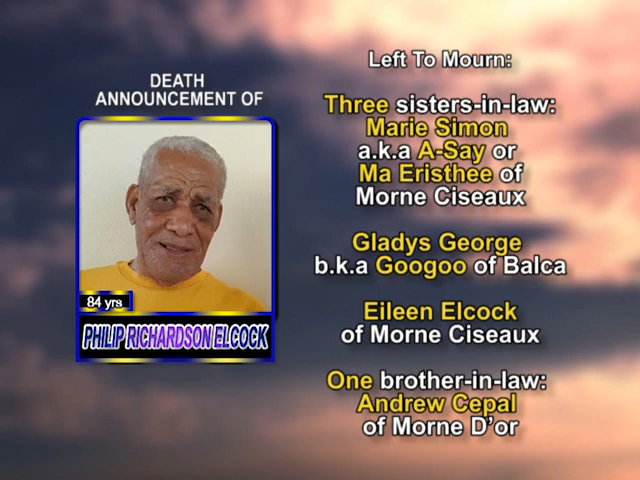 DEATH
ANNOUNCEMENT OF
84 yrs
PHILIP RICHARDSON ELCOCK
Left To Mourn:
Three sisters-in-law:
Marie Simon
a.k.a A-Say or
Ma Eristhee of
Morne Ciseaux
Gladys George
b.k.a Googoo of Balca
Eileen Elcock
of Morne Ciseaux
One brother-in-law:
Andrew Cepal
of Morne D'or